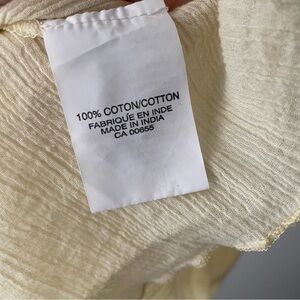 100% COTON/COTTON
FABRIQUÉ EN INDE
MADE IN INDIA
CA 00655